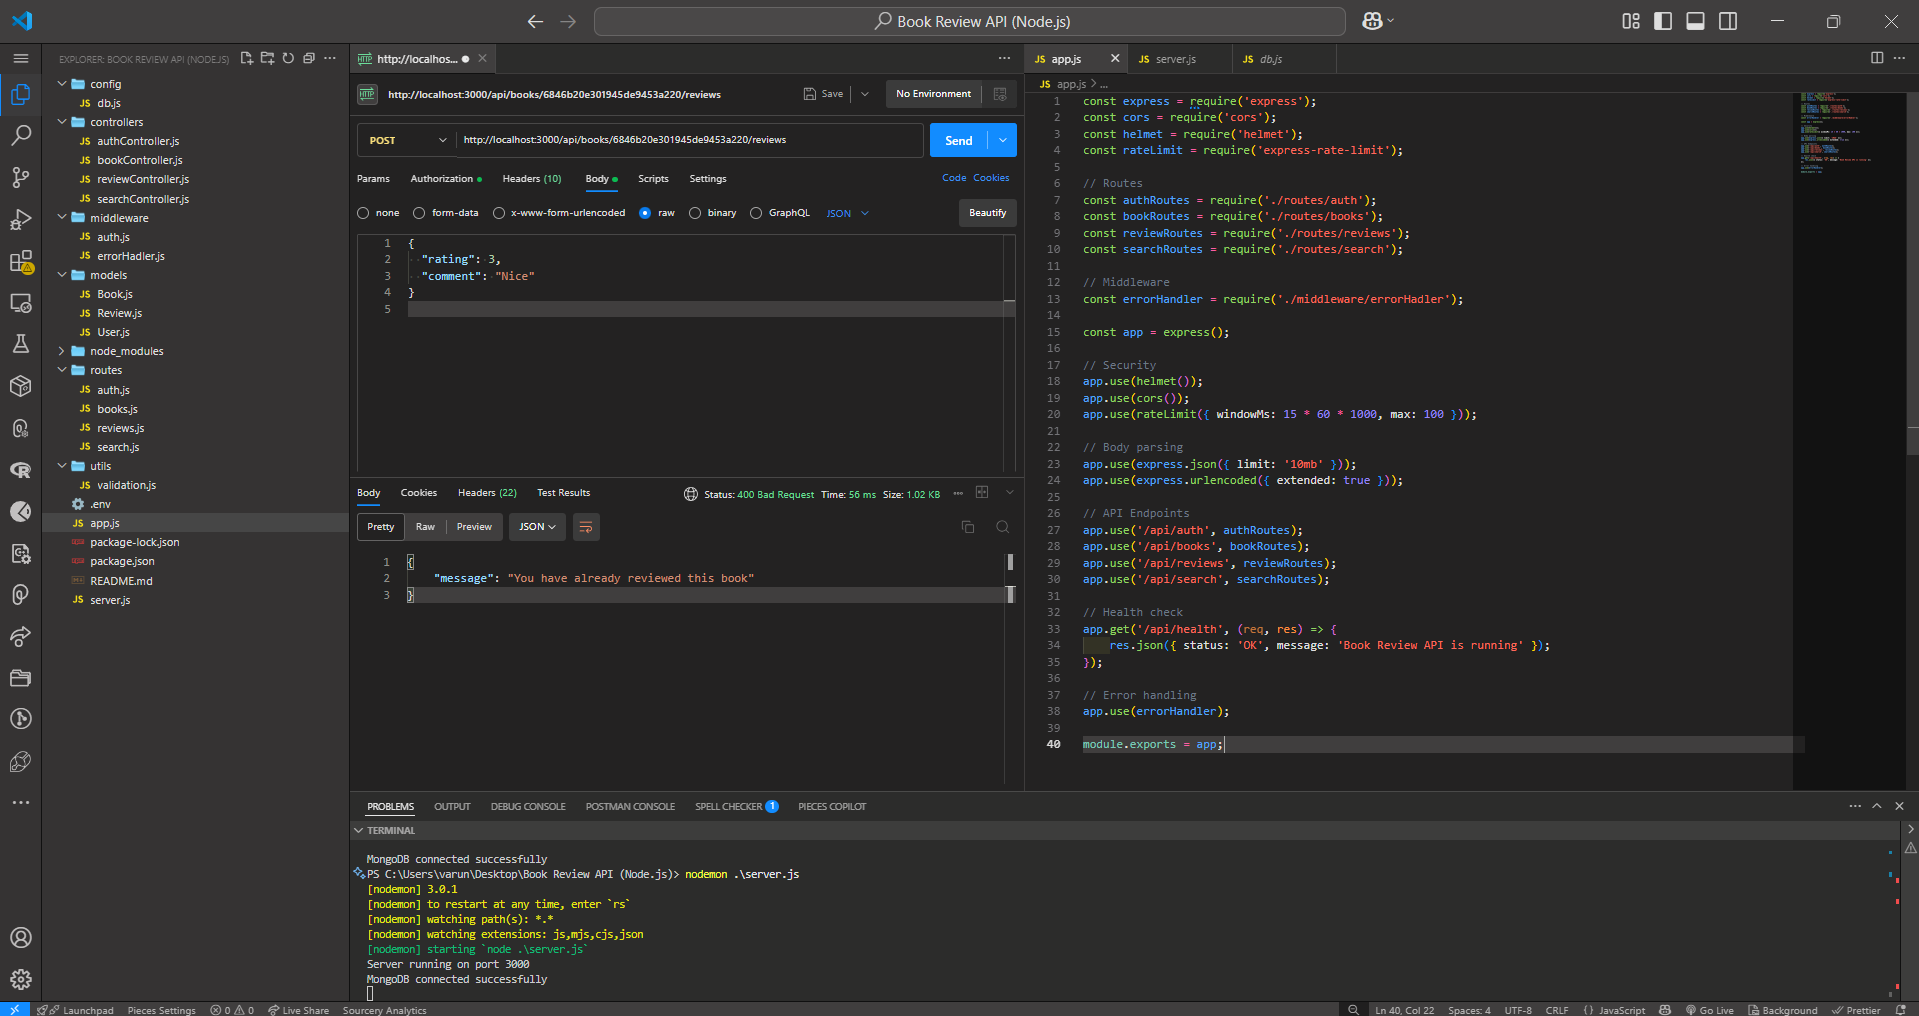 Book Review API (Node.js)
EXPLORER: BOOK REVIEW API (NODE.JS)
config
JS db.js
controllers
JS authController.js
JS bookController.js
JS reviewController.js
JS searchController.js
middleware
JS auth.js
JS errorHadler.js
models
JS Book.js
JS Review.js
JS User.js
node_modules
routes
JS auth.js
JS books.js
JS reviews.js
JS search.js
utils
JS validation.js
.env
JS app.js
package-lock.json
package.json
README.md
JS server.js
HTTP http://localhos...
HTTP http://localhost:3000/api/books/6846b20e301945de9453a220/reviews
Save
No Environment
POST http://localhost:3000/api/books/6846b20e301945de9453a220/reviews Send
Params Authorization Headers (10) Body Scripts Settings Code Cookies
none form-data x-www-form-urlencoded raw binary GraphQL JSON Beautify
1 {
2 "rating": 3,
3 "comment": "Nice"
4 }
5
Body Cookies Headers (22) Test Results Status: 400 Bad Request Time: 56 ms Size: 1.02 KB
Pretty Raw Preview JSON
1 {
2 "message": "You have already reviewed this book"
3 }
JS app.js JS server.js JS db.js
JS app.js > ...
1 const express = require('express');
2 const cors = require('cors');
3 const helmet = require('helmet');
4 const rateLimit = require('express-rate-limit');
5
6 // Routes
7 const authRoutes = require('./routes/auth');
8 const bookRoutes = require('./routes/books');
9 const reviewRoutes = require('./routes/reviews');
10 const searchRoutes = require('./routes/search');
11
12 // Middleware
13 const errorHandler = require('./middleware/errorHadler');
14
15 const app = express();
16
17 // Security
18 app.use(helmet());
19 app.use(cors());
20 app.use(rateLimit({ windowMs: 15 * 60 * 1000, max: 100 }));
21
22 // Body parsing
23 app.use(express.json({ limit: '10mb' }));
24 app.use(express.urlencoded({ extended: true }));
25
26 // API Endpoints
27 app.use('/api/auth', authRoutes);
28 app.use('/api/books', bookRoutes);
29 app.use('/api/reviews', reviewRoutes);
30 app.use('/api/search', searchRoutes);
31
32 // Health check
33 app.get('/api/health', (req, res) => {
34 res.json({ status: 'OK', message: 'Book Review API is running' });
35 });
36
37 // Error handling
38 app.use(errorHandler);
39
40 module.exports = app;
PROBLEMS OUTPUT DEBUG CONSOLE POSTMAN CONSOLE SPELL CHECKER 1 PIECES COPILOT
TERMINAL
MongoDB connected successfully
PS C:\Users\varun\Desktop\Book Review API (Node.js)> nodemon .\server.js
[nodemon] 3.0.1
[nodemon] to restart at any time, enter `rs`
[nodemon] watching path(s): *.*
[nodemon] watching extensions: js,mjs,cjs,json
[nodemon] starting `node .\server.js`
Server running on port 3000
MongoDB connected successfully
Launchpad Pieces Settings 0 0 Live Share Sourcery Analytics Ln 40, Col 22 Spaces: 4 UTF-8 CRLF {} JavaScript Go Live Background Prettier